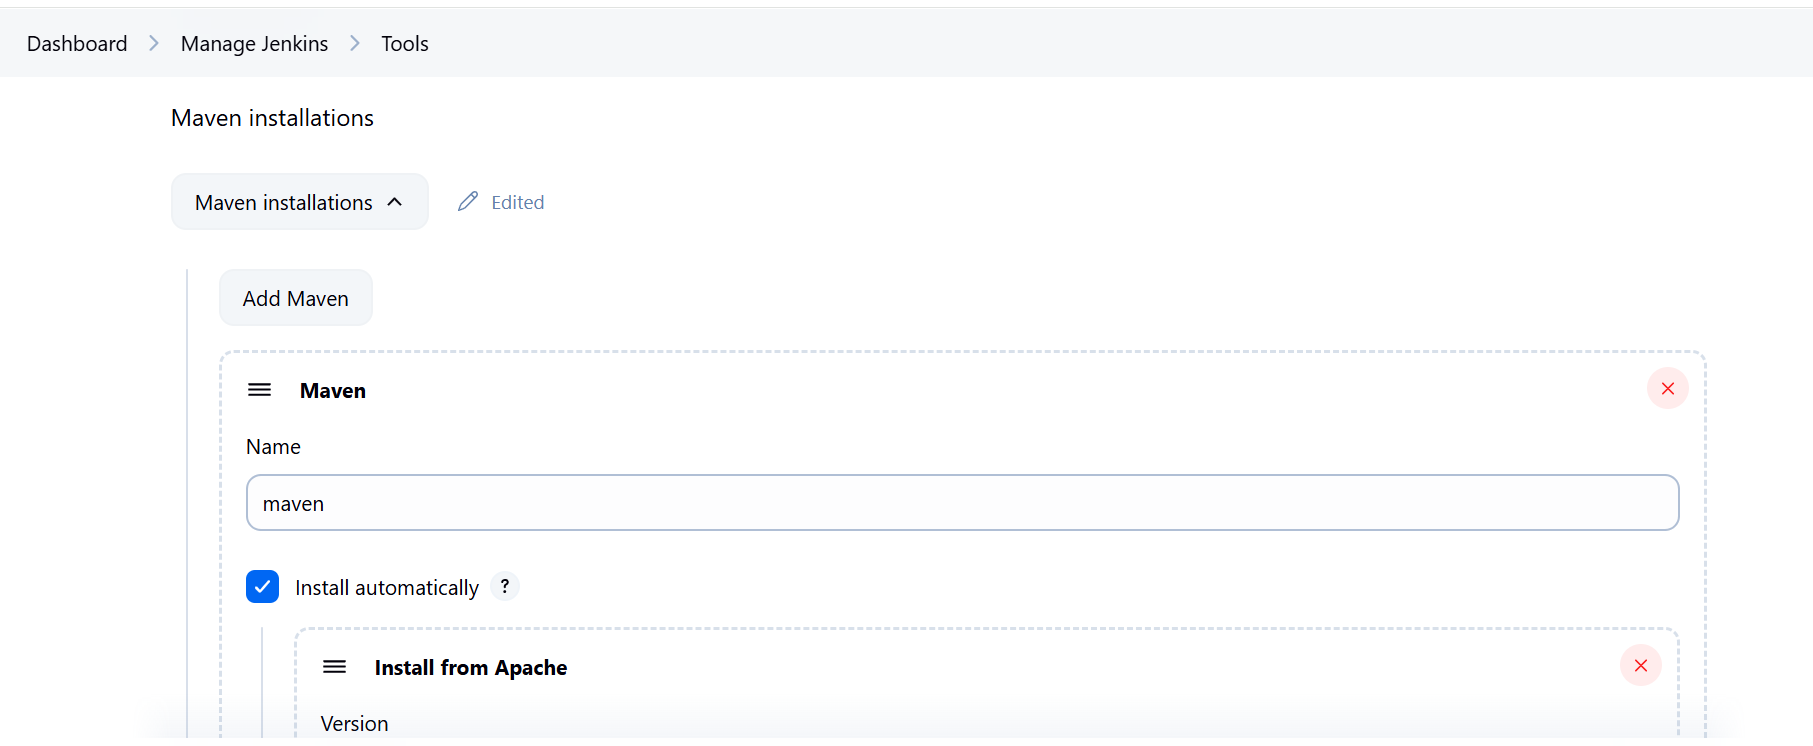 Dashboard > Manage Jenkins > Tools
Maven installations
Maven installations Edited
Add Maven
Maven
Name
maven
Install automatically ?
Install from Apache
Version